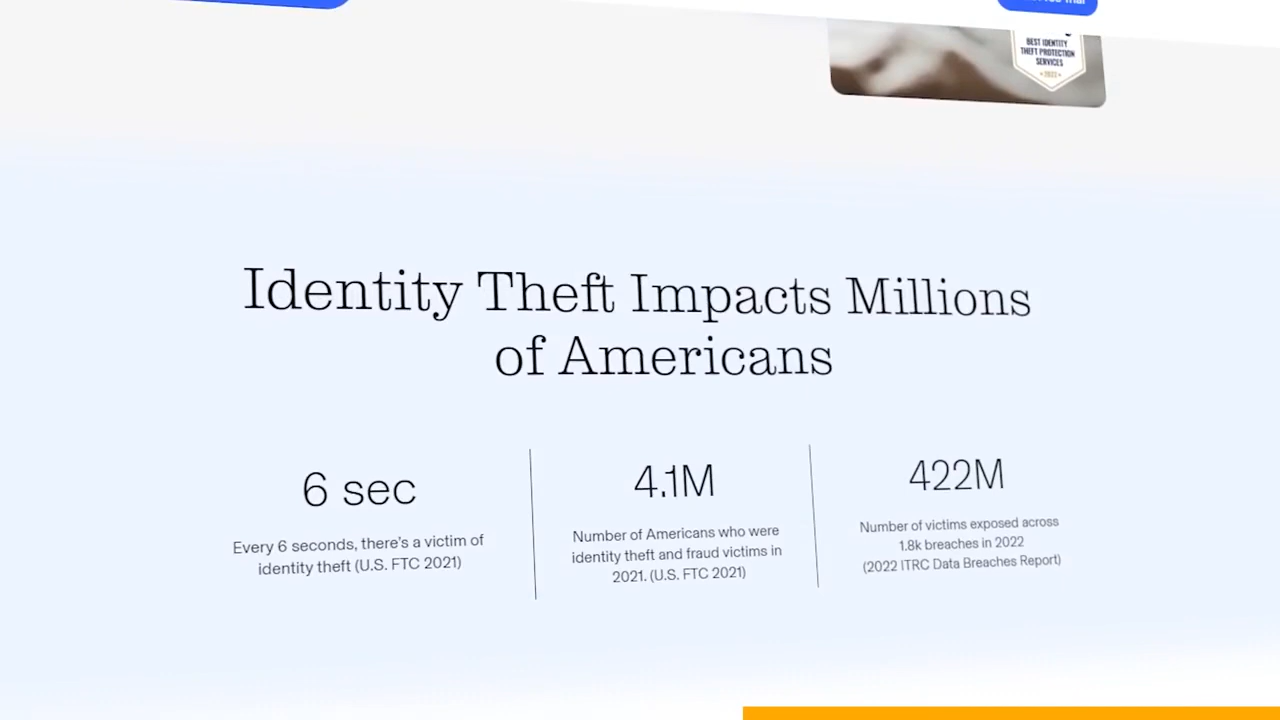 BEST IDENTITY
THEFT PROTECTION
SERVICES
2022
Identity Theft Impacts Millions
of Americans
6 sec
Every 6 seconds, there's a victim of
identity theft (U.S. FTC 2021)
4.1M
Number of Americans who were
identity theft and fraud victims in
2021. (U.S. FTC 2021)
422M
Number of victims exposed across
1.8k breaches in 2022
(2022 ITRC Data Breaches Report)